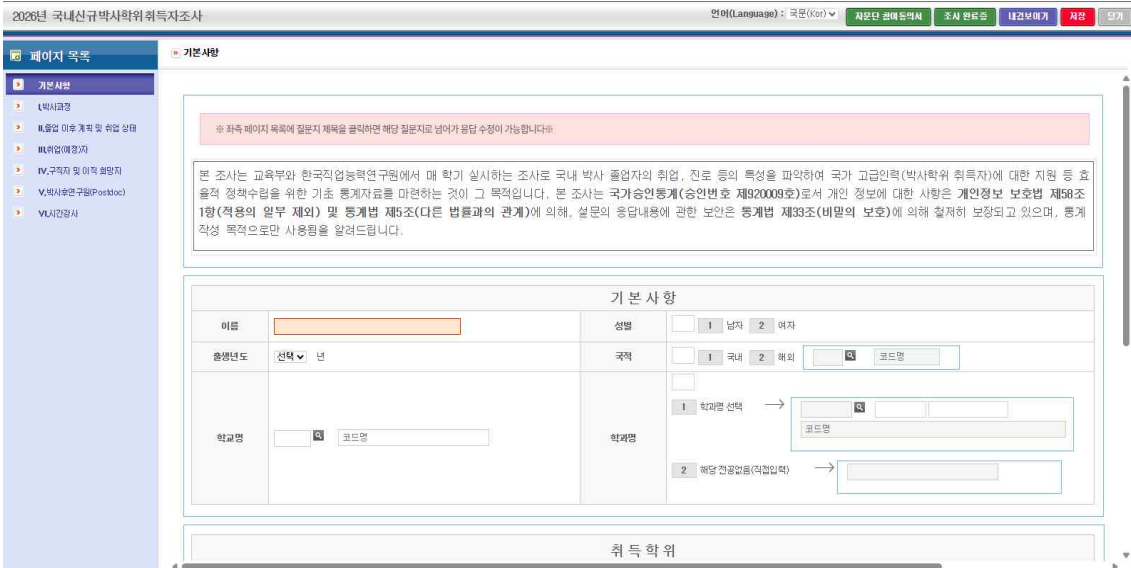 2026년 국내신규박사학위취득자조사
언어(Language) : 국문(Kor)
자문단 참여동의서
조사 완료증
내검보이기
저장
닫기
페이지 목록
기본사항
I.박사과정
II.졸업 이후 계획 및 취업 상태
III.취업(예정)자
IV.구직자 및 이직 희망자
V.박사후연구원(Postdoc)
VI.시간강사
기본사항
※ 좌측 페이지 목록에 질문지 제목을 클릭하면 해당 질문지로 넘어가 응답 수정이 가능합니다※
본 조사는 교육부와 한국직업능력연구원에서 매 학기 실시하는 조사로 국내 박사 졸업자의 취업, 진로 등의 특성을 파악하여 국가 고급인력(박사학위 취득자)에 대한 지원 등 효
율적 정책수립을 위한 기초 통계자료를 마련하는 것이 그 목적입니다. 본 조사는 국가승인통계(승인번호 제920009호)로서 개인 정보에 대한 사항은 개인정보 보호법 제58조
1항(적용의 일부 제외) 및 통계법 제5조(다른 법률과의 관계)에 의해, 설문의 응답내용에 관한 보안은 통계법 제33조(비밀의 보호)에 의해 철저히 보장되고 있으며, 통계
작성 목적으로만 사용됨을 알려드립니다.
기본사항
이름
성별
1 남자 2 여자
출생년도
선택 년
국적
1 국내 2 해외
코드명
학교명
코드명
학과명
1 학과명 선택
코드명
2 해당 전공없음(직접입력)
취득학위